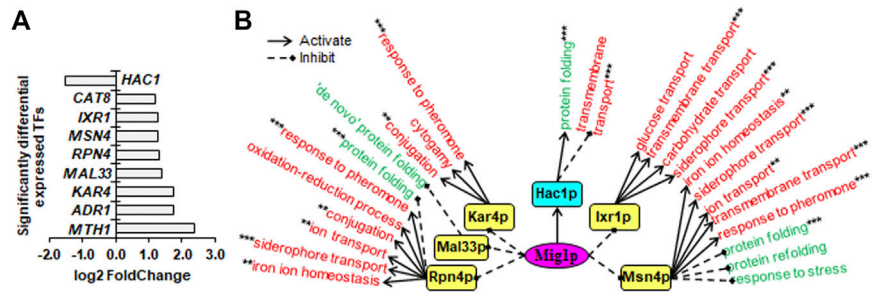 A
Significantly differential
expressed TFs
HAC1
CAT8
IXR1
MSN4
RPN4
MAL33
KAR4
ADR1
MTH1
-2.0 -1.0 0.0 1.0 2.0 3.0
log2 FoldChange
B
Activate
Inhibit
***response to pheromone
cytogamy
**conjugation
'de novo' protein folding
***protein folding
***response to pheromone
oxidation-reduction process
**conjugation
**ion transport
***siderophore transport
**iron ion homeostasis
protein folding***
transmembrane
transport***
glucose transport
transmembrane transport***
carbohydrate transport
siderophore transport***
iron ion homeostasis**
siderophore transport***
ion transport**
transmembrane transport***
response to pheromone***
protein folding***
protein refolding
response to stress
Kar4p
Mal33p
Rpn4p
Hac1p
Mig1p
Ixr1p
Msn4p